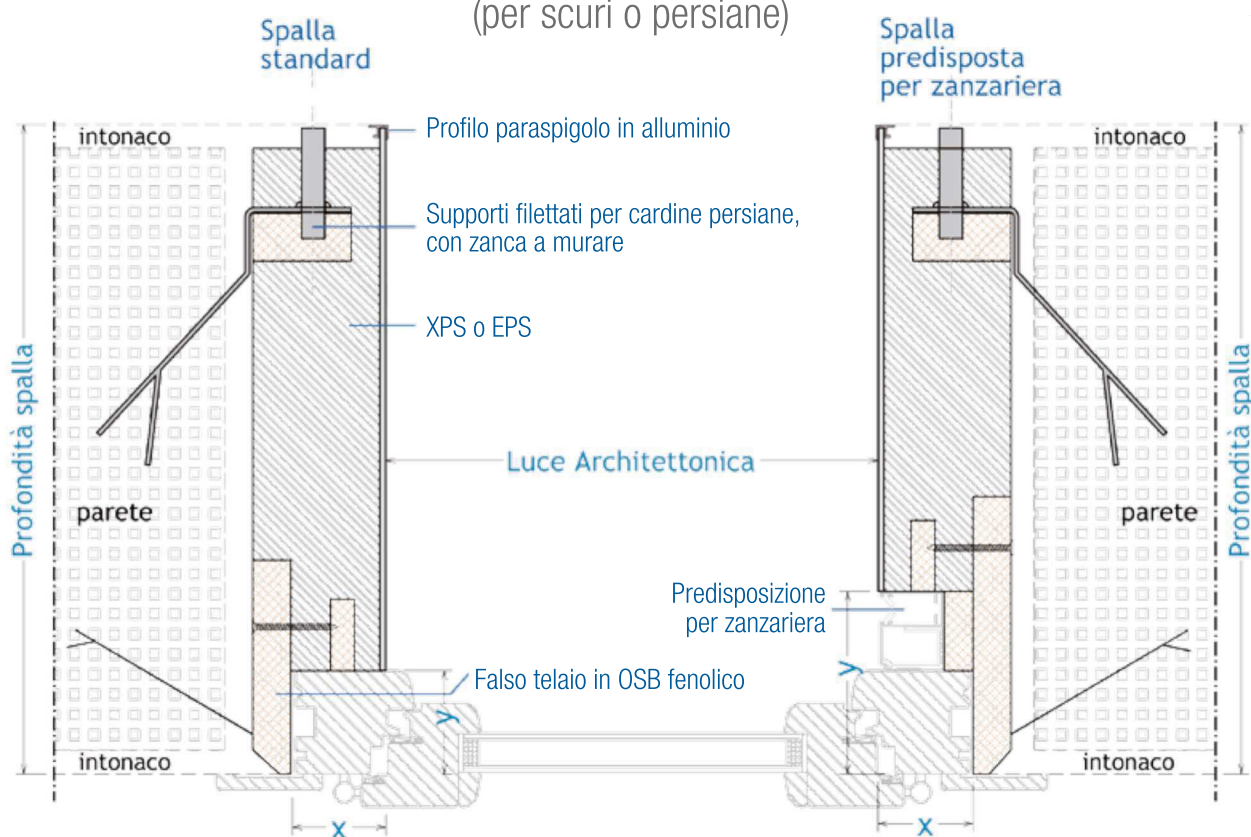 (per scuri o persiane)
Spalla
standard
Spalla
predisposta
per zanzariera
intonaco
Profilo paraspigolo in alluminio
intonaco
Supporti filettati per cardine persiane,
con zanca a murare
XPS o EPS
Profondità spalla
Profondità spalla
Luce Architettonica
parete
parete
Predisposizione
per zanzariera
Falso telaio in OSB fenolico
y
y
intonaco
intonaco
x
x